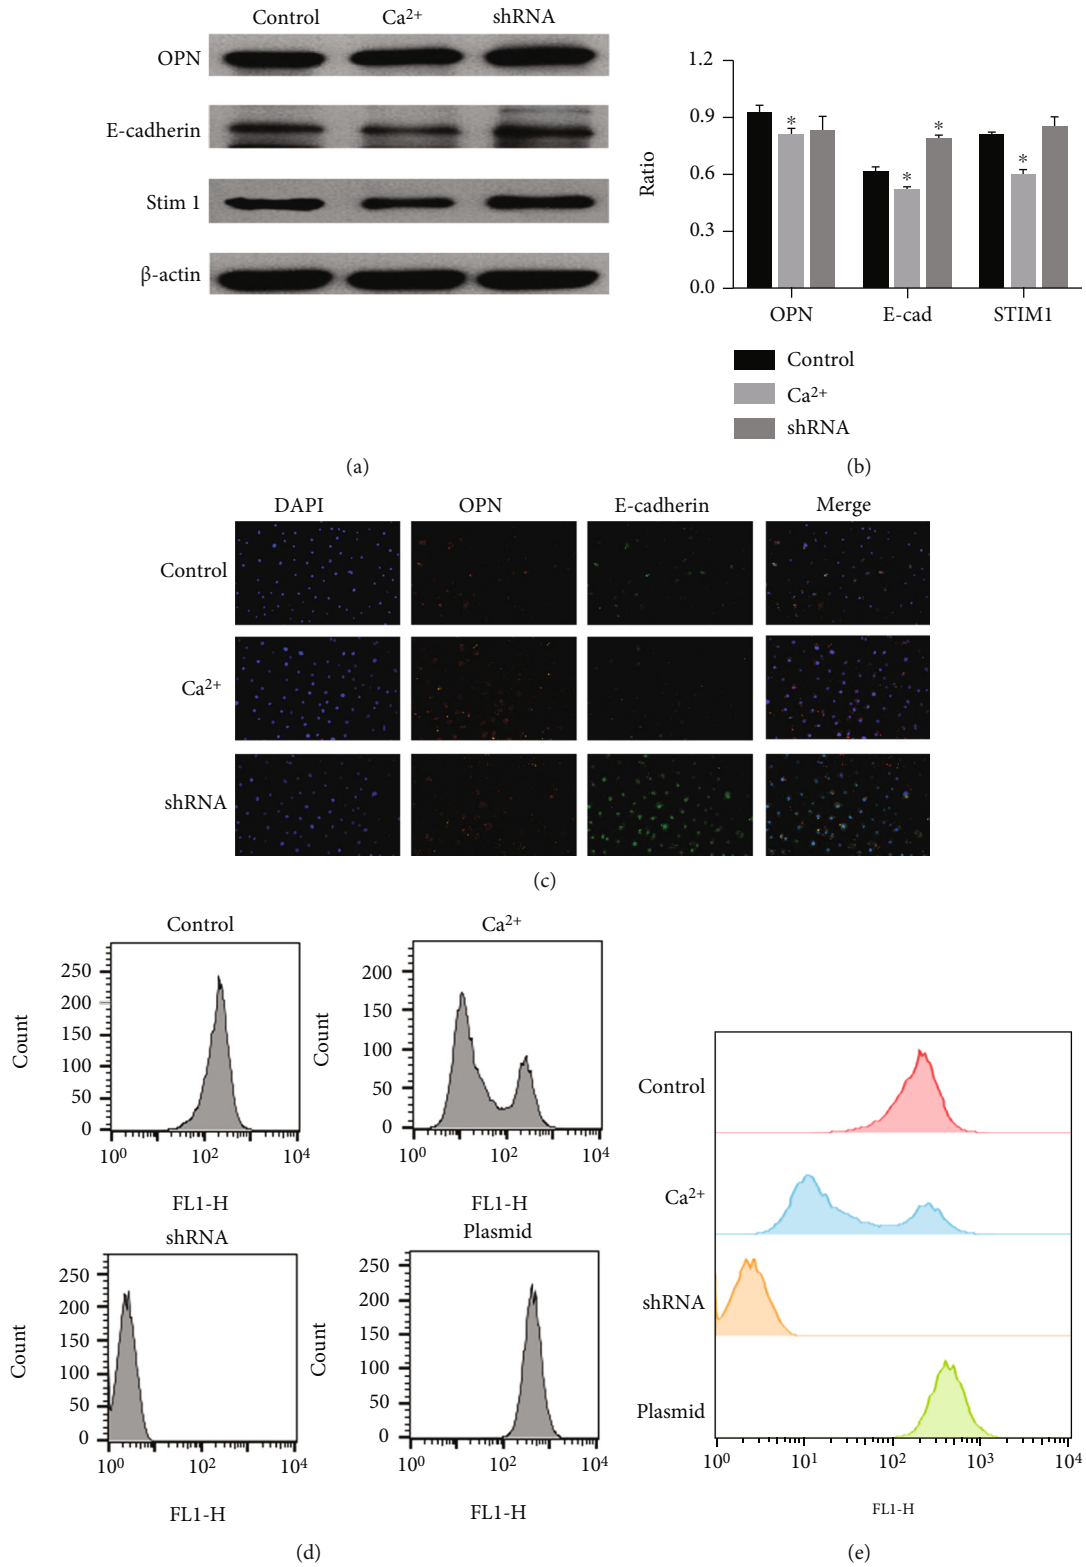 Control Ca²⁺ shRNA
OPN
E-cadherin
Stim 1
β-actin
(a)
1.2
0.9
0.6
0.3
0.0
Ratio
* * * *
OPN E-cad STIM1
Control
Ca²⁺
shRNA
(b)
DAPI OPN E-cadherin Merge
Control
Ca²⁺
shRNA
(c)
Control
250
200
150
100
50
0
Count
10⁰ 10² 10⁴
FL1-H
Ca²⁺
200
150
100
50
0
Count
10⁰ 10² 10⁴
FL1-H
shRNA
250
200
150
100
50
0
Count
10⁰ 10² 10⁴
FL1-H
Plasmid
250
200
150
100
50
0
Count
10⁰ 10² 10⁴
FL1-H
(d)
Control
Ca²⁺
shRNA
Plasmid
10⁰ 10¹ 10² 10³ 10⁴
FL1-H
(e)